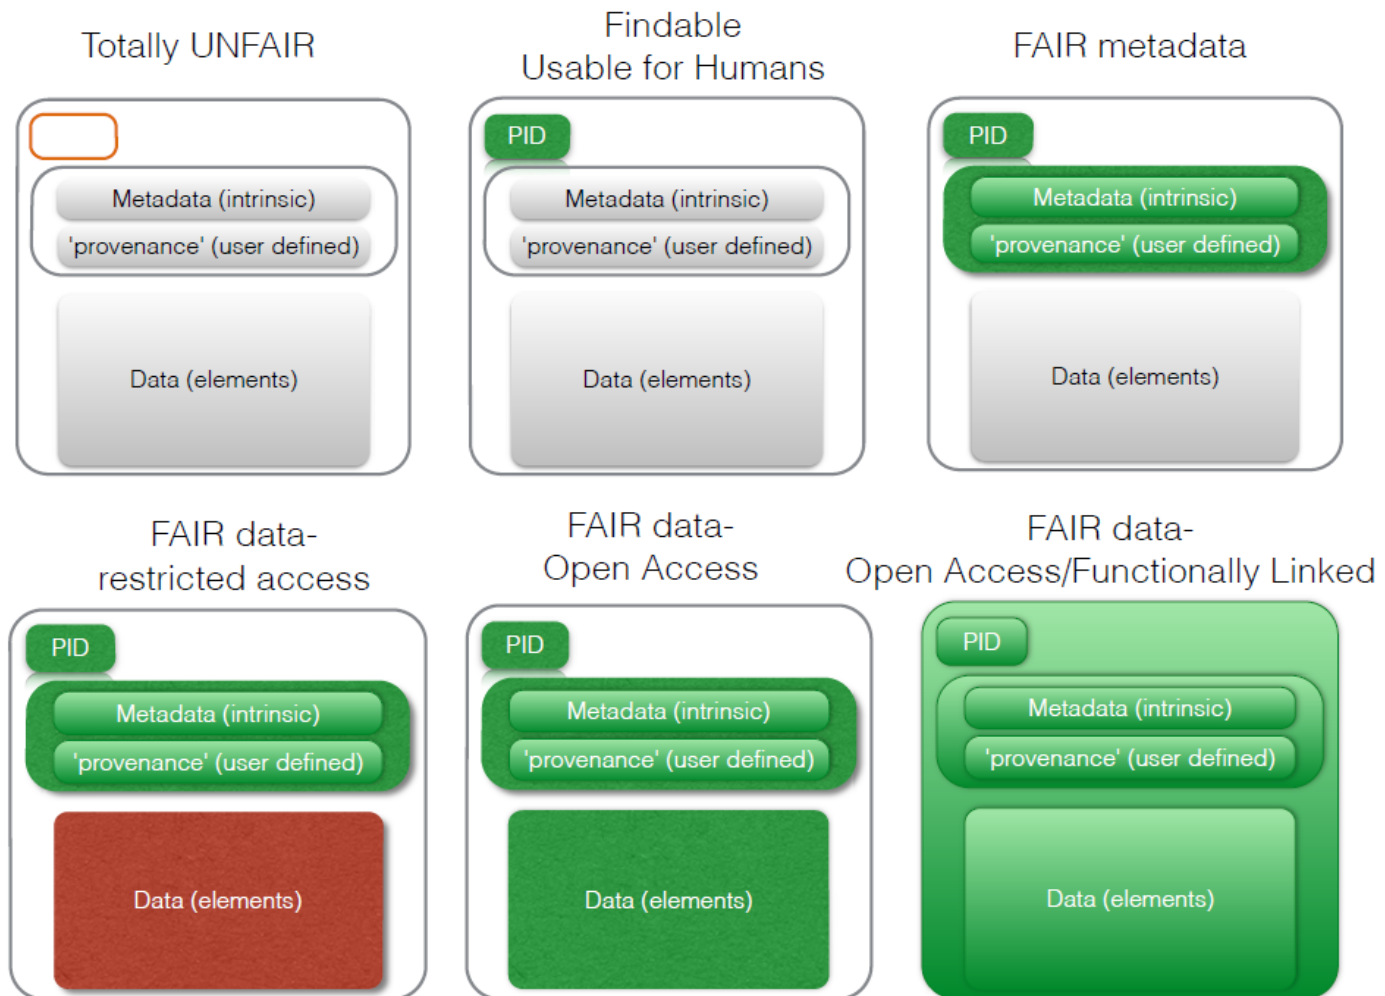 Totally UNFAIR
Metadata (intrinsic)
'provenance' (user defined)
Data (elements)
Findable
Usable for Humans
PID
Metadata (intrinsic)
'provenance' (user defined)
Data (elements)
FAIR metadata
PID
Metadata (intrinsic)
'provenance' (user defined)
Data (elements)
FAIR data-
restricted access
PID
Metadata (intrinsic)
'provenance' (user defined)
Data (elements)
FAIR data-
Open Access
PID
Metadata (intrinsic)
'provenance' (user defined)
Data (elements)
FAIR data-
Open Access/Functionally Linked
PID
Metadata (intrinsic)
'provenance' (user defined)
Data (elements)